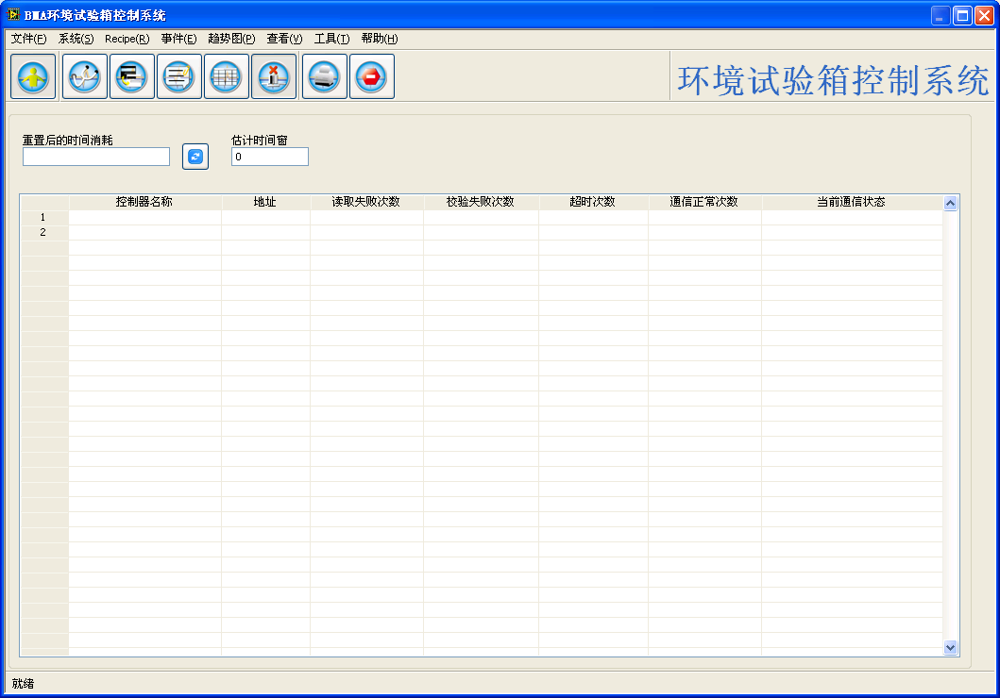 BMA环境试验箱控制系统
文件(F) 系统(S) Recipe(R) 事件(E) 趋势图(P) 查看(V) 工具(T) 帮助(H)
环境试验箱控制系统
重置后的时间消耗 估计时间窗
0
控制器名称 地址 读取失败次数 校验失败次数 超时次数 通信正常次数 当前通信状态
1
2
就绪